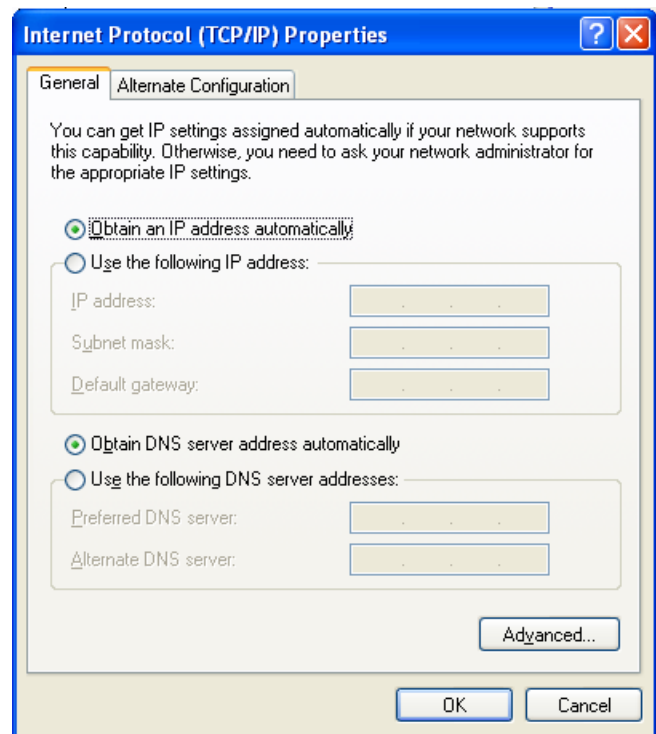 Internet Protocol (TCP/IP) Properties
General
Alternate Configuration
You can get IP settings assigned automatically if your network supports
this capability. Otherwise, you need to ask your network administrator for
the appropriate IP settings.
Obtain an IP address automatically
Use the following IP address:
IP address:
Subnet mask:
Default gateway:
Obtain DNS server address automatically
Use the following DNS server addresses:
Preferred DNS server:
Alternate DNS server:
Advanced...
OK
Cancel